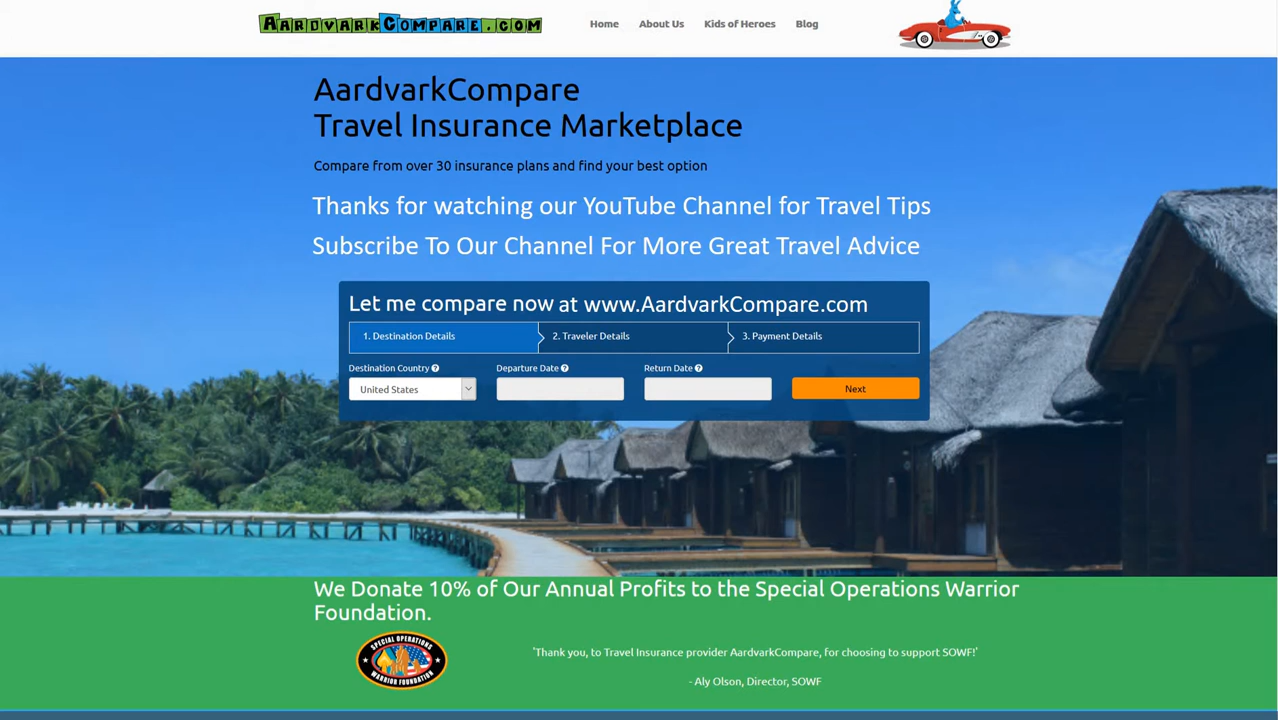 AARDVARKCOMPARE.COM
Home
About Us
Kids of Heroes
Blog
AardvarkCompare
Travel Insurance Marketplace
Compare from over 30 insurance plans and find your best option
Thanks for watching our YouTube Channel for Travel Tips
Subscribe To Our Channel For More Great Travel Advice
Let me compare now at www.AardvarkCompare.com
1. Destination Details
2. Traveler Details
3. Payment Details
Destination Country ?
Departure Date ?
Return Date ?
United States
Next
We Donate 10% of Our Annual Profits to the Special Operations Warrior
Foundation.
SPECIAL OPERATIONS
WARRIOR FOUNDATION
'Thank you, to Travel Insurance provider AardvarkCompare, for choosing to support SOWF!'
- Aly Olson, Director, SOWF